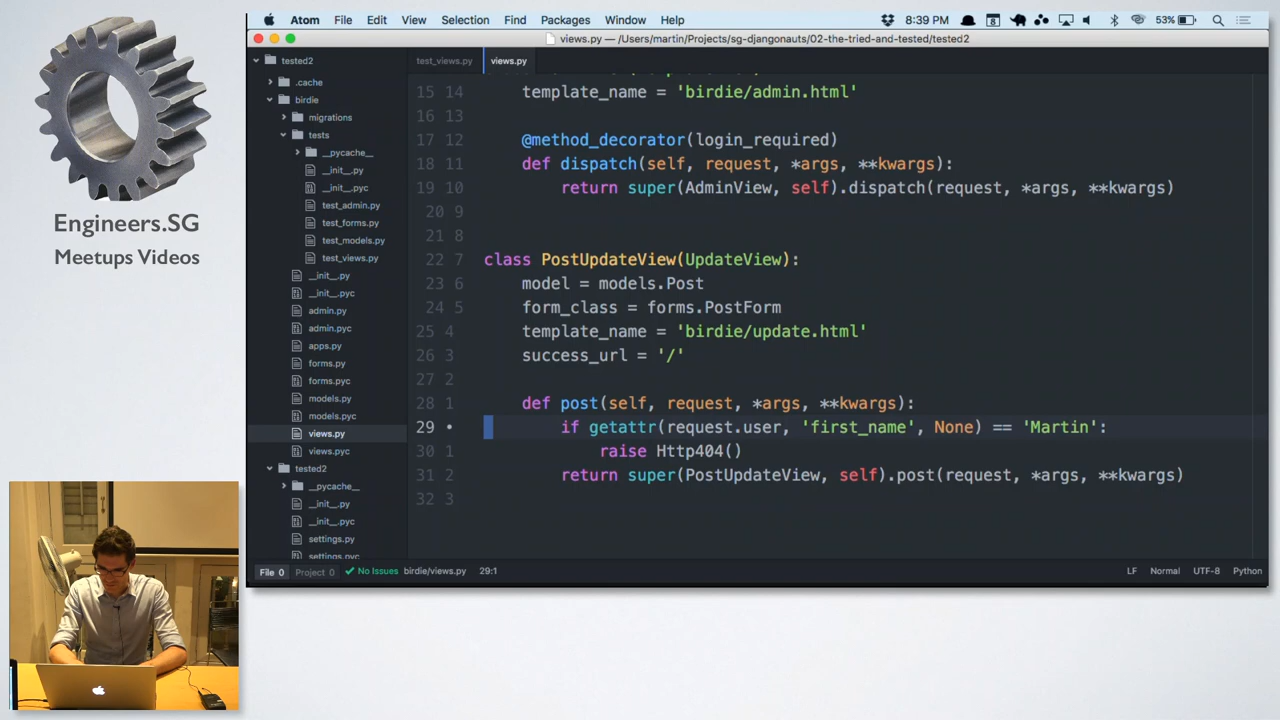 Atom File Edit View Selection Find Packages Window Help 8:39 PM 8 53%
views.py — /Users/martin/Projects/sg-djangonauts/02-the-tried-and-tested/tested2
tested2
.cache
birdie
migrations
tests
__pycache__
__init__.py
__init__.pyc
test_admin.py
test_forms.py
test_models.py
test_views.py
__init__.py
__init__.pyc
admin.py
admin.pyc
apps.py
forms.py
forms.pyc
models.py
models.pyc
views.py
views.pyc
tested2
__pycache__
__init__.py
__init__.pyc
settings.py
settings.pyc
test_views.py views.py
15 14 template_name = 'birdie/admin.html'
16 13
17 12 @method_decorator(login_required)
18 11 def dispatch(self, request, *args, **kwargs):
19 10 return super(AdminView, self).dispatch(request, *args, **kwargs)
20 9
21 8
22 7 class PostUpdateView(UpdateView):
23 6 model = models.Post
24 5 form_class = forms.PostForm
25 4 template_name = 'birdie/update.html'
26 3 success_url = '/'
27 2
28 1 def post(self, request, *args, **kwargs):
29 • if getattr(request.user, 'first_name', None) == 'Martin':
30 1 raise Http404()
31 2 return super(PostUpdateView, self).post(request, *args, **kwargs)
32 3
File 0 Project 0 No Issues birdie/views.py 29:1 LF Normal UTF-8 Python
Engineers.SG
Meetups Videos